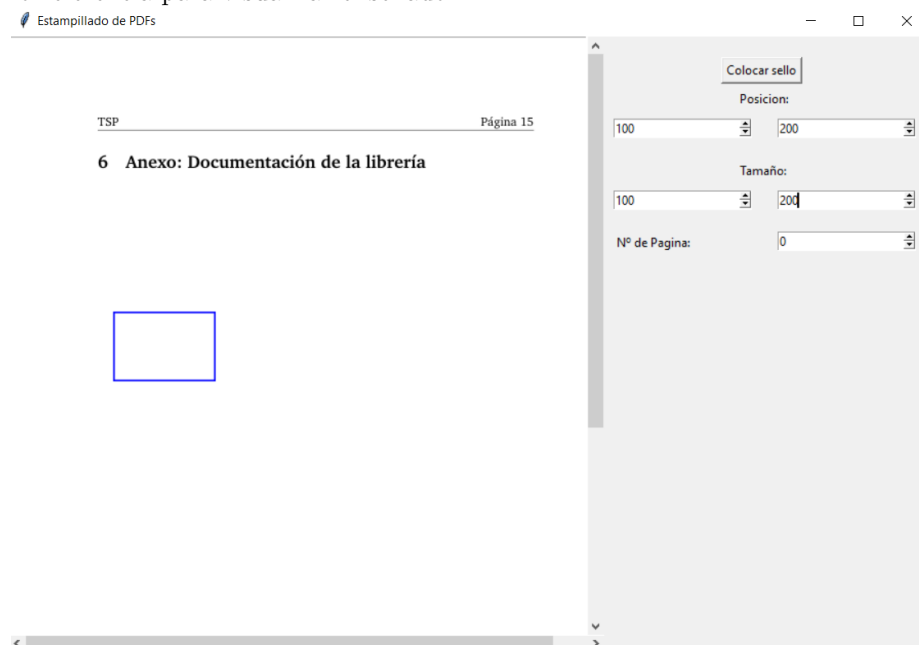 Estampillado de PDFs
Colocar sello
Posicion:
TSP Página 15
100 200
6 Anexo: Documentación de la librería
Tamaño:
100 200
Nº de Pagina: 0